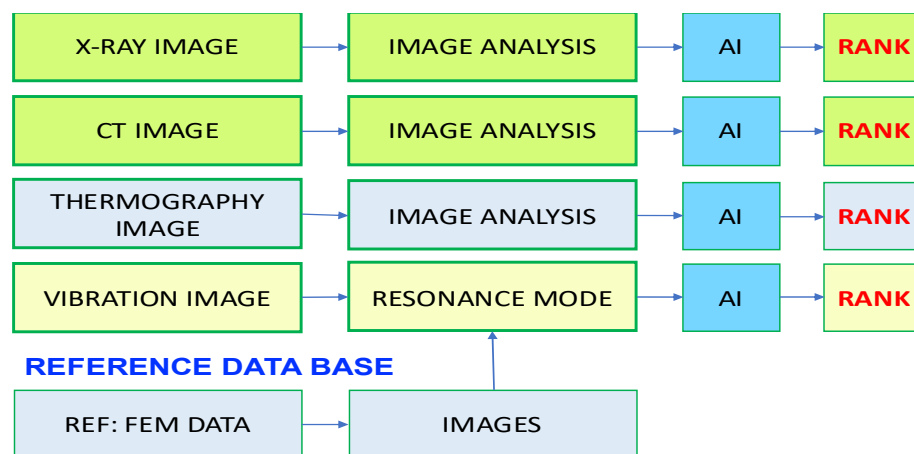 X-RAY IMAGE IMAGE ANALYSIS AI RANK
CT IMAGE IMAGE ANALYSIS AI RANK
THERMOGRAPHY
IMAGE IMAGE ANALYSIS AI RANK
VIBRATION IMAGE RESONANCE MODE AI RANK
REFERENCE DATA BASE
REF: FEM DATA IMAGES